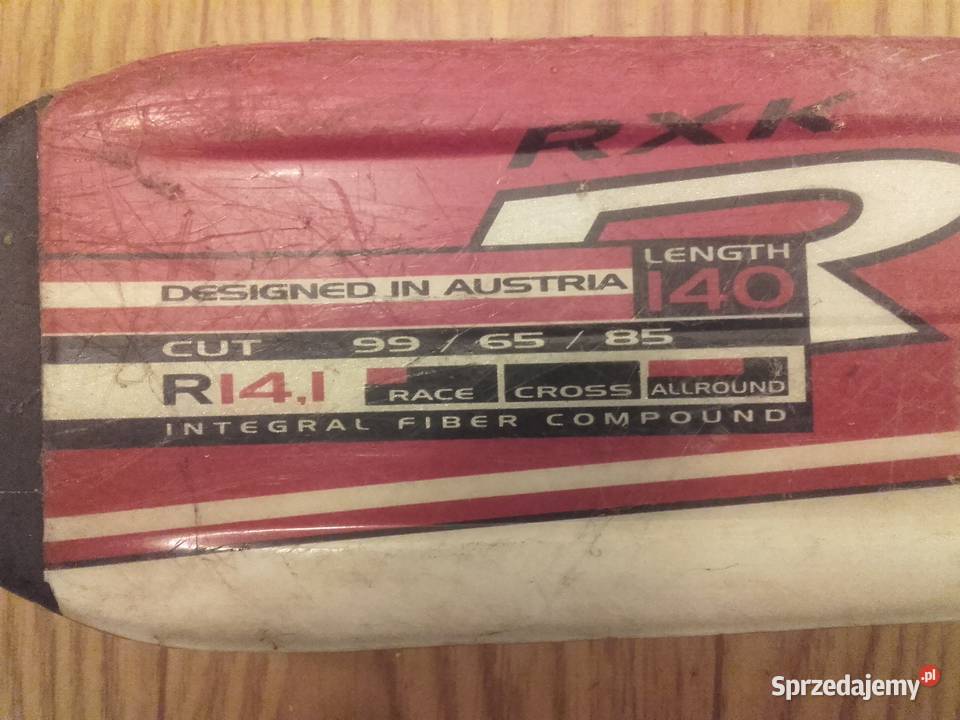 RXK
R
LENGTH
140
DESIGNED IN AUSTRIA
CUT 99 / 65 / 85
R14,1 RACE CROSS ALLROUND
INTEGRAL FIBER COMPOUND
Sprzedajemy.pl